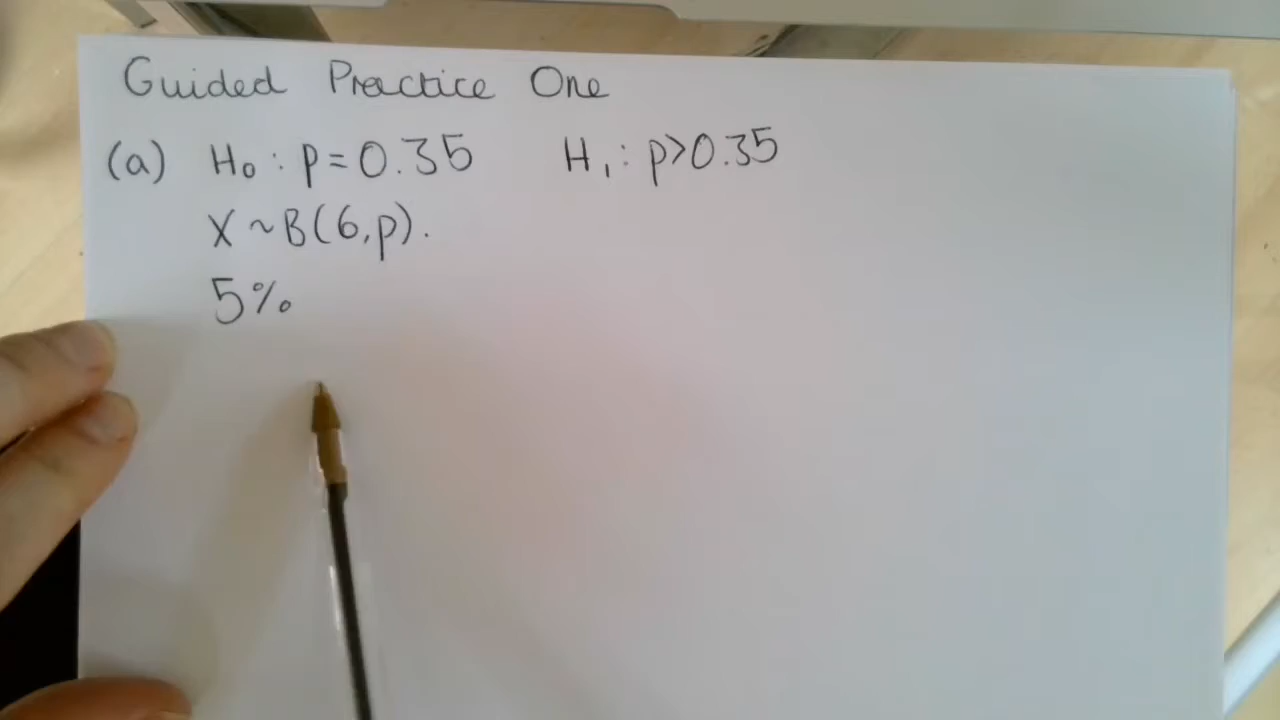 Guided Practice One
(a) H₀ : p = 0.35 H₁ : p > 0.35
X ~ B(6, p).
5%